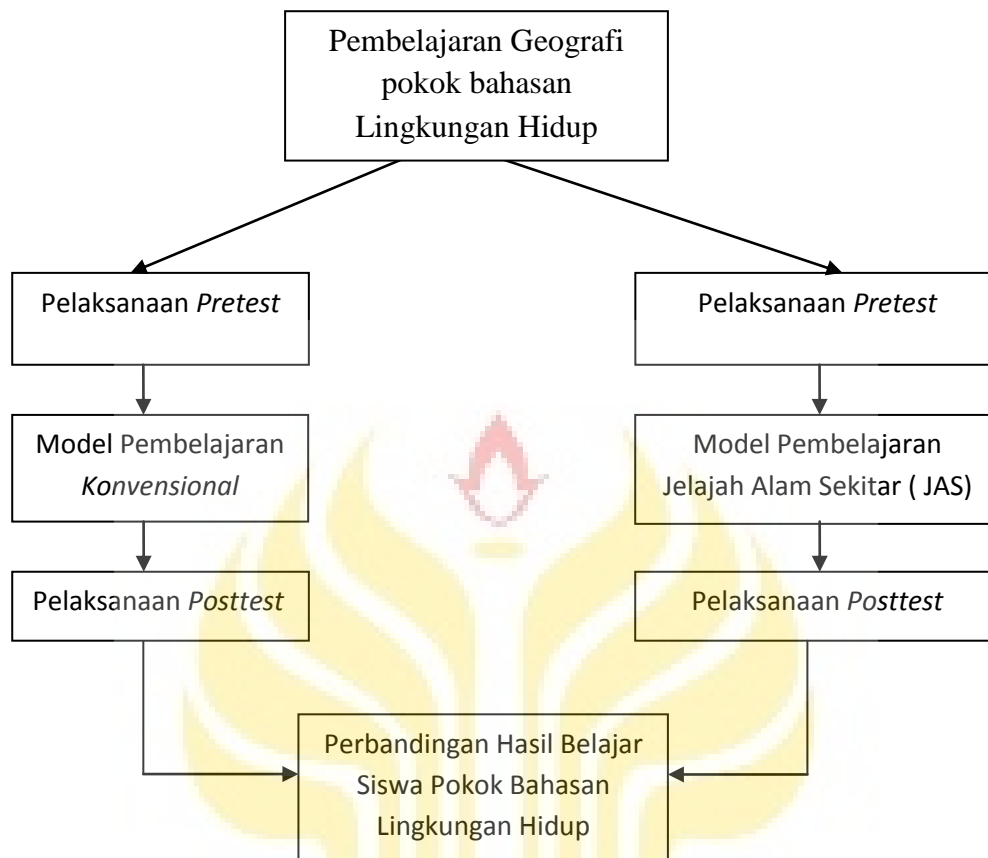 Pembelajaran Geografi
pokok bahasan
Lingkungan Hidup
Pelaksanaan Pretest
Pelaksanaan Pretest
Model Pembelajaran
Konvensional
Model Pembelajaran
Jelajah Alam Sekitar ( JAS)
Pelaksanaan Posttest
Pelaksanaan Posttest
Perbandingan Hasil Belajar
Siswa Pokok Bahasan
Lingkungan Hidup